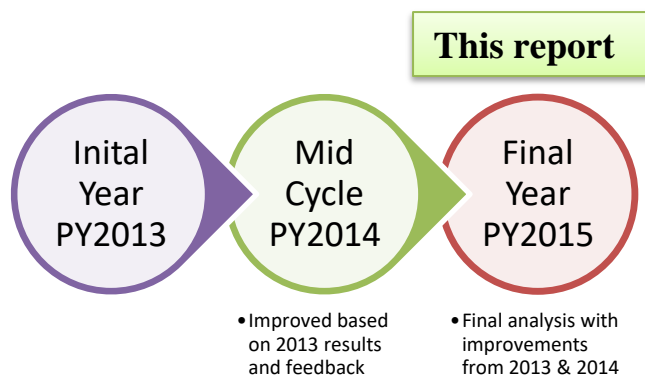 This report
Inital
Year
PY2013
Mid
Cycle
PY2014
Final
Year
PY2015
•Improved based
on 2013 results
and feedback
•Final analysis with
improvements
from 2013 & 2014